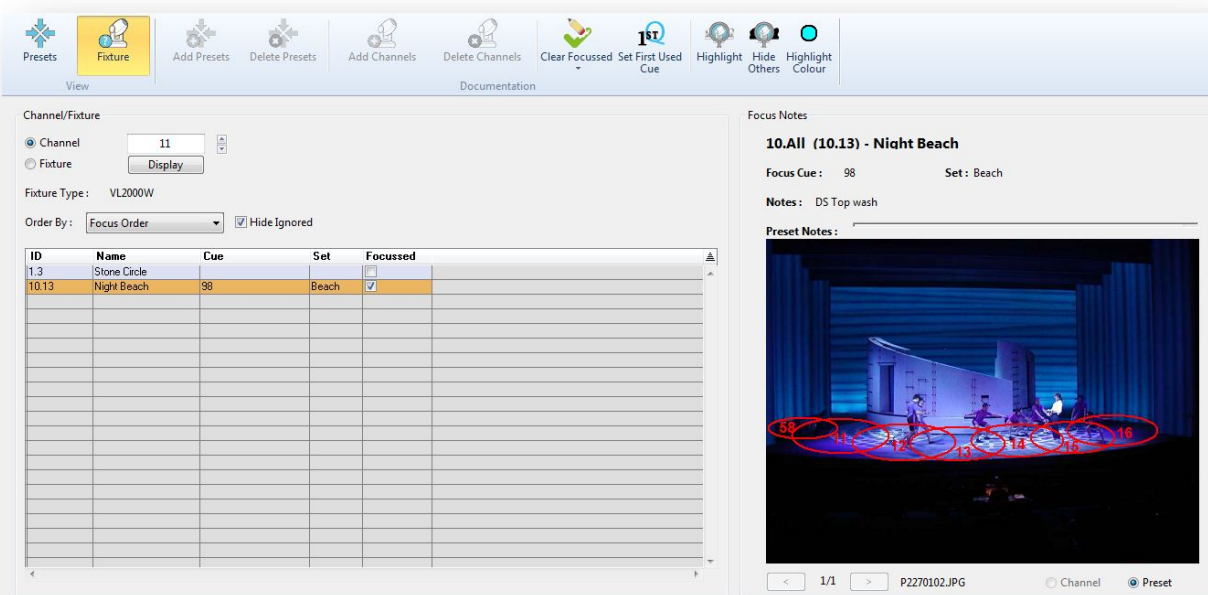 Presets
Fixture
Add Presets
Delete Presets
Add Channels
Delete Channels
Clear Focussed
1ST
Set First Used
Cue
Highlight
Hide
Others
Highlight
Colour
View
Documentation
Channel/Fixture
Channel
11
Fixture
Display
Fixture Type : VL2000W
Order By : Focus Order
Hide Ignored
ID Name Cue Set Focussed
1.3 Stone Circle
10.13 Night Beach 98 Beach
Focus Notes
10.All (10.13) - Night Beach
Focus Cue : 98 Set : Beach
Notes : DS Top wash
Preset Notes :
58 11 12 13 14 15 16
< 1/1 > P2270102.JPG Channel Preset